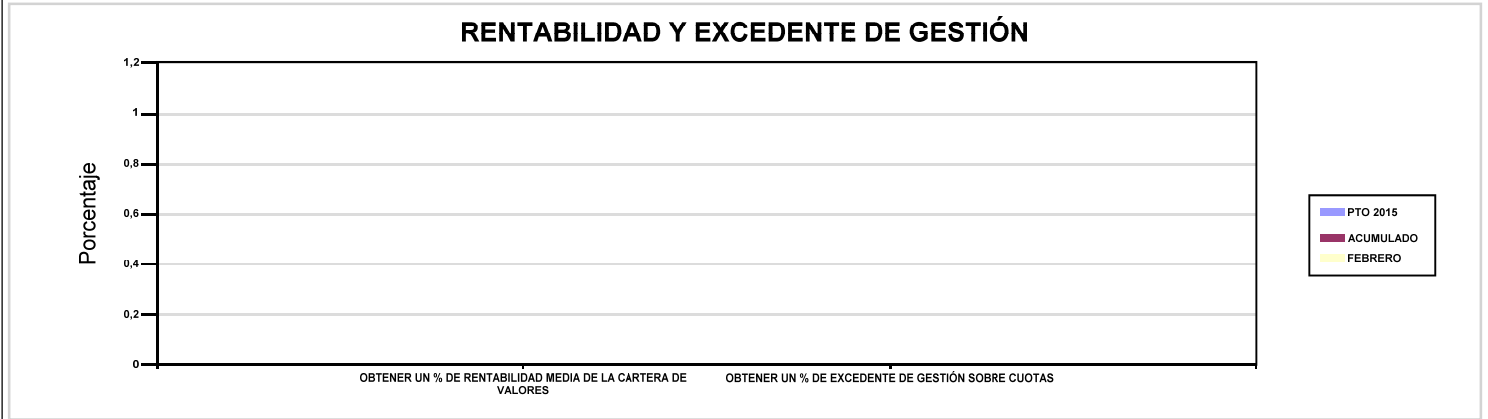 RENTABILIDAD Y EXCEDENTE DE GESTIÓN
Porcentaje
1,2
1
0,8
0,6
0,4
0,2
0
OBTENER UN % DE RENTABILIDAD MEDIA DE LA CARTERA DE
VALORES
OBTENER UN % DE EXCEDENTE DE GESTIÓN SOBRE CUOTAS
PTO 2015
ACUMULADO
FEBRERO